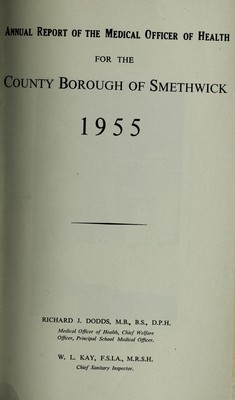 ANNUAL REPORT OF THE MEDICAL OFFICER OF HEALTH
FOR THE
COUNTY BOROUGH OF SMETHWICK
1955
RICHARD J. DODDS, M.B., B.S., D.P.H.
Medical Officer of Health, Chief Welfare
Officer, Principal School Medical Officer.
W. L. KAY, F.S.I.A., M.R.S.H.
Chief Sanitary Inspector.